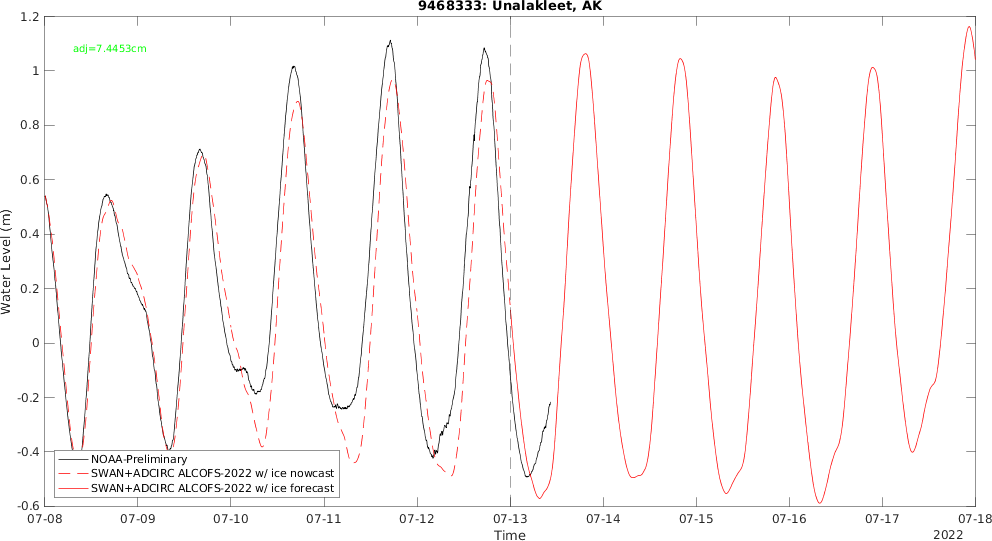 9468333: Unalakleet, AK
adj=7.4453cm
Water Level (m)
1.2
1
0.8
0.6
0.4
0.2
0
-0.2
-0.4
-0.6
NOAA-Preliminary
SWAN+ADCIRC ALCOFS-2022 w/ ice nowcast
SWAN+ADCIRC ALCOFS-2022 w/ ice forecast
07-08 07-09 07-10 07-11 07-12 07-13 07-14 07-15 07-16 07-17 07-18
Time
2022